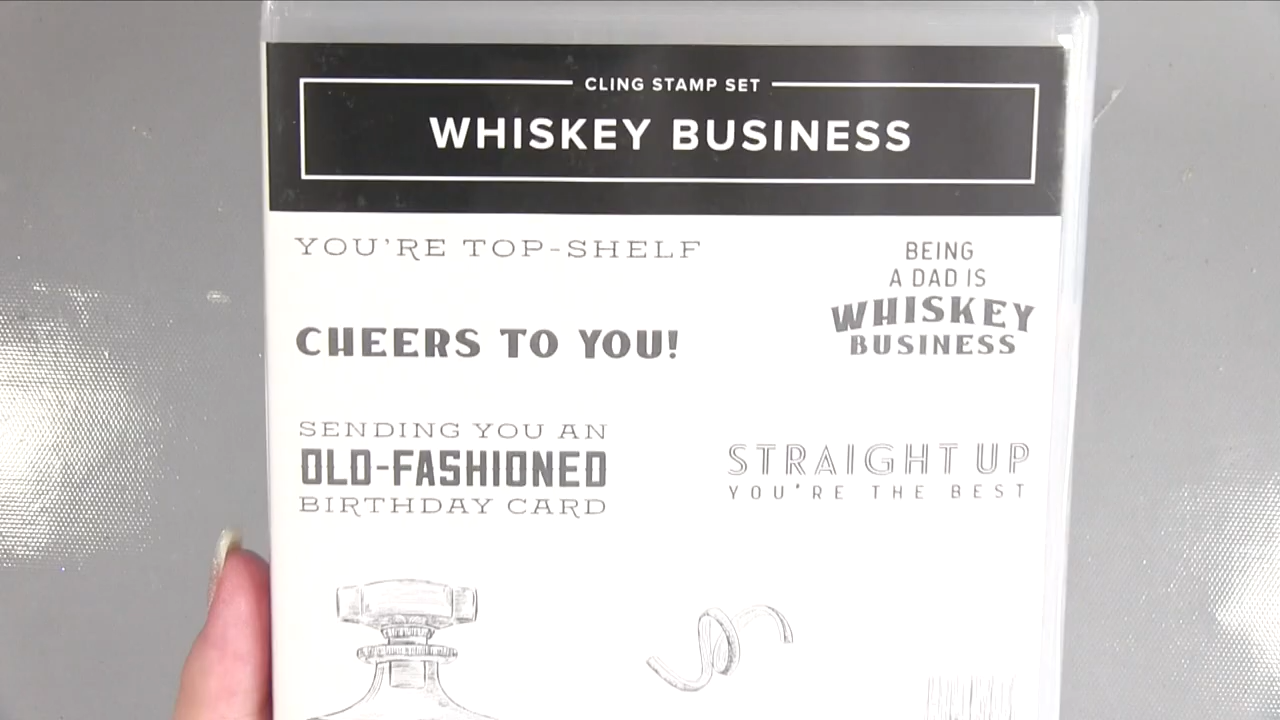 CLING STAMP SET
WHISKEY BUSINESS
YOU'RE TOP-SHELF
BEING
A DAD IS
WHISKEY
BUSINESS
CHEERS TO YOU!
SENDING YOU AN
OLD-FASHIONED
BIRTHDAY CARD
STRAIGHT UP
YOU'RE THE BEST